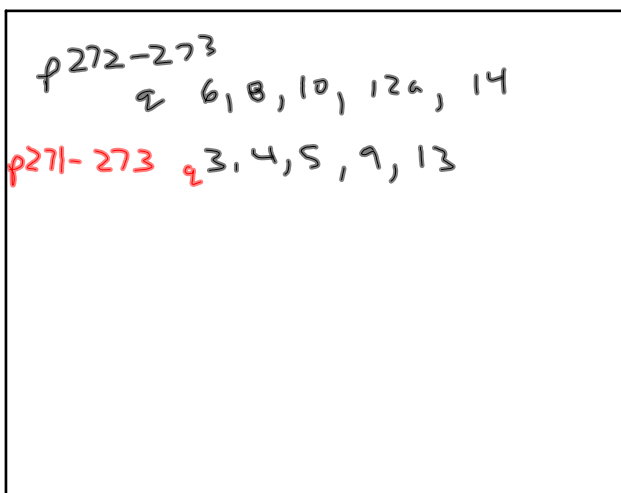 p272-273
q 6, 8, 10, 12a, 14
p271-273 q3, 4, 5, 9, 13